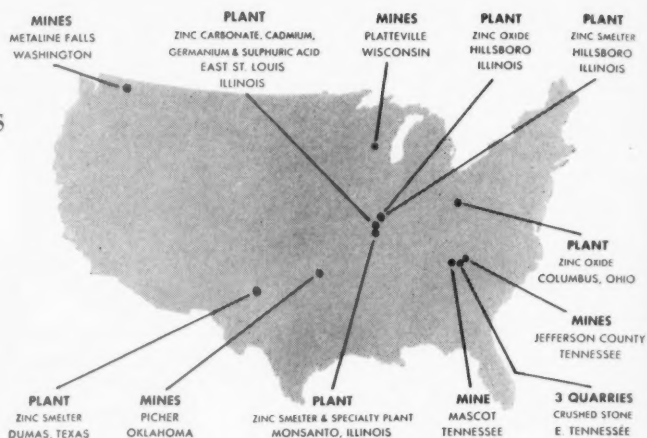 MINES
METALINE FALLS
WASHINGTON
PLANT
ZINC CARBONATE, CADMIUM,
GERMANIUM & SULPHURIC ACID
EAST ST. LOUIS
ILLINOIS
MINES
PLATTEVILLE
WISCONSIN
PLANT
ZINC OXIDE
HILLSBORO
ILLINOIS
PLANT
ZINC SMELTER
HILLSBORO
ILLINOIS
PLANT
ZINC OXIDE
COLUMBUS, OHIO
MINES
JEFFERSON COUNTY
TENNESSEE
PLANT
ZINC SMELTER
DUMAS, TEXAS
MINES
PICHER
OKLAHOMA
PLANT
ZINC SMELTER & SPECIALTY PLANT
MONSANTO, ILLINOIS
MINE
MASCOT
TENNESSEE
3 QUARRIES
CRUSHED STONE
E. TENNESSEE